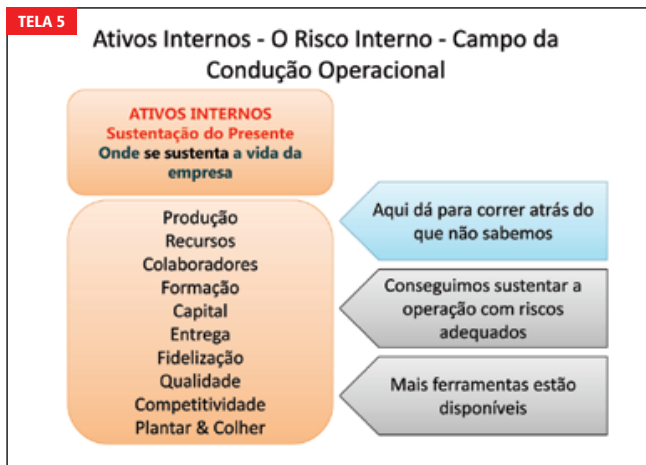 TELA 5
Ativos Internos - O Risco Interno - Campo da
Condução Operacional
ATIVOS INTERNOS
Sustentação do Presente
Onde se sustenta a vida da
empresa
Produção
Recursos
Colaboradores
Formação
Capital
Entrega
Fidelização
Qualidade
Competitividade
Plantar & Colher
Aqui dá para correr atrás do
que não sabemos
Conseguimos sustentar a
operação com riscos
adequados
Mais ferramentas estão
disponíveis